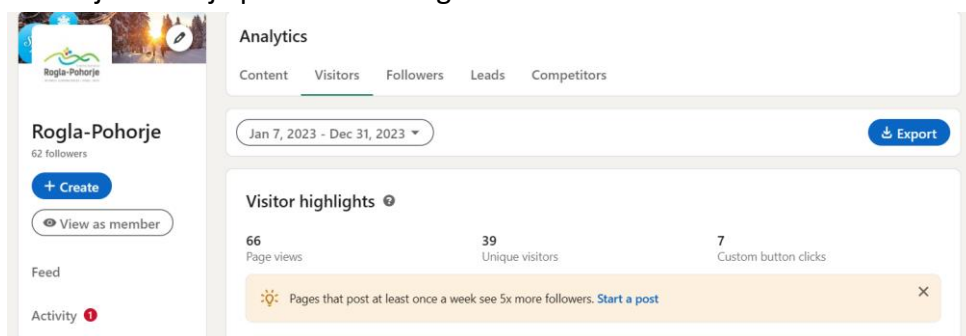 Rogla-Pohorje
Rogla-Pohorje
62 followers
+ Create
View as member
Feed
Activity 1
Analytics
Content Visitors Followers Leads Competitors
Jan 7, 2023 - Dec 31, 2023
Export
Visitor highlights
66 39 7
Page views Unique visitors Custom button clicks
Pages that post at least once a week see 5x more followers. Start a post